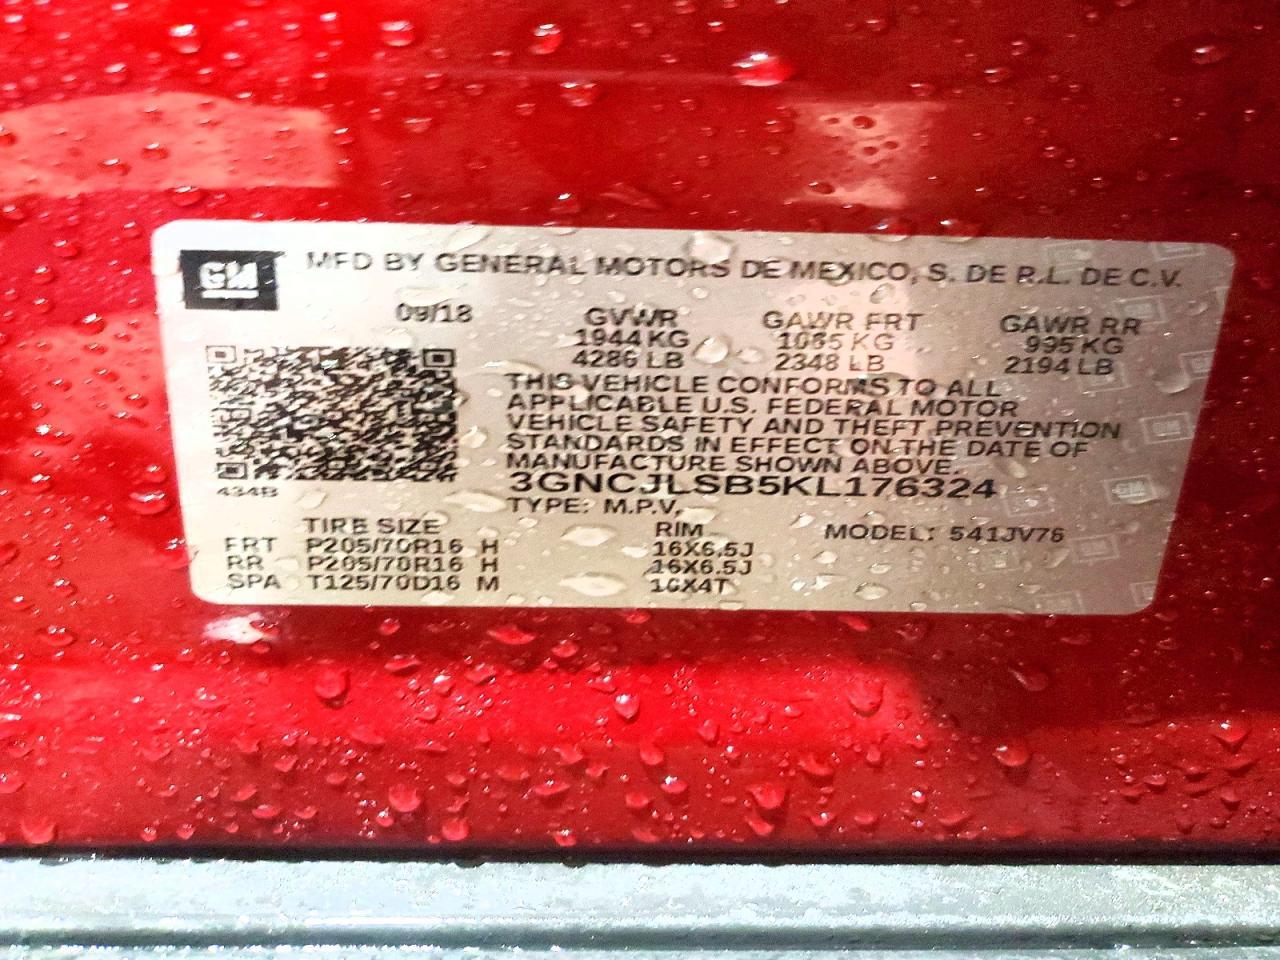 GM MFD BY GENERAL MOTORS DE MEXICO, S. DE R.L. DE C.V.
09/18 GVWR GAWR FRT GAWR RR
1944 KG 1065 KG 995 KG
4286 LB 2348 LB 2194 LB
THIS VEHICLE CONFORMS TO ALL
APPLICABLE U.S. FEDERAL MOTOR
VEHICLE SAFETY AND THEFT PREVENTION
STANDARDS IN EFFECT ON THE DATE OF
MANUFACTURE SHOWN ABOVE.
434B
3GNCJLSB5KL176324
TYPE: M.P.V.
TIRE SIZE RIM MODEL: 541JV76
FRT P205/70R16 H 16X6.5J
RR P205/70R16 H 16X6.5J
SPA T125/70D16 M 16X4T